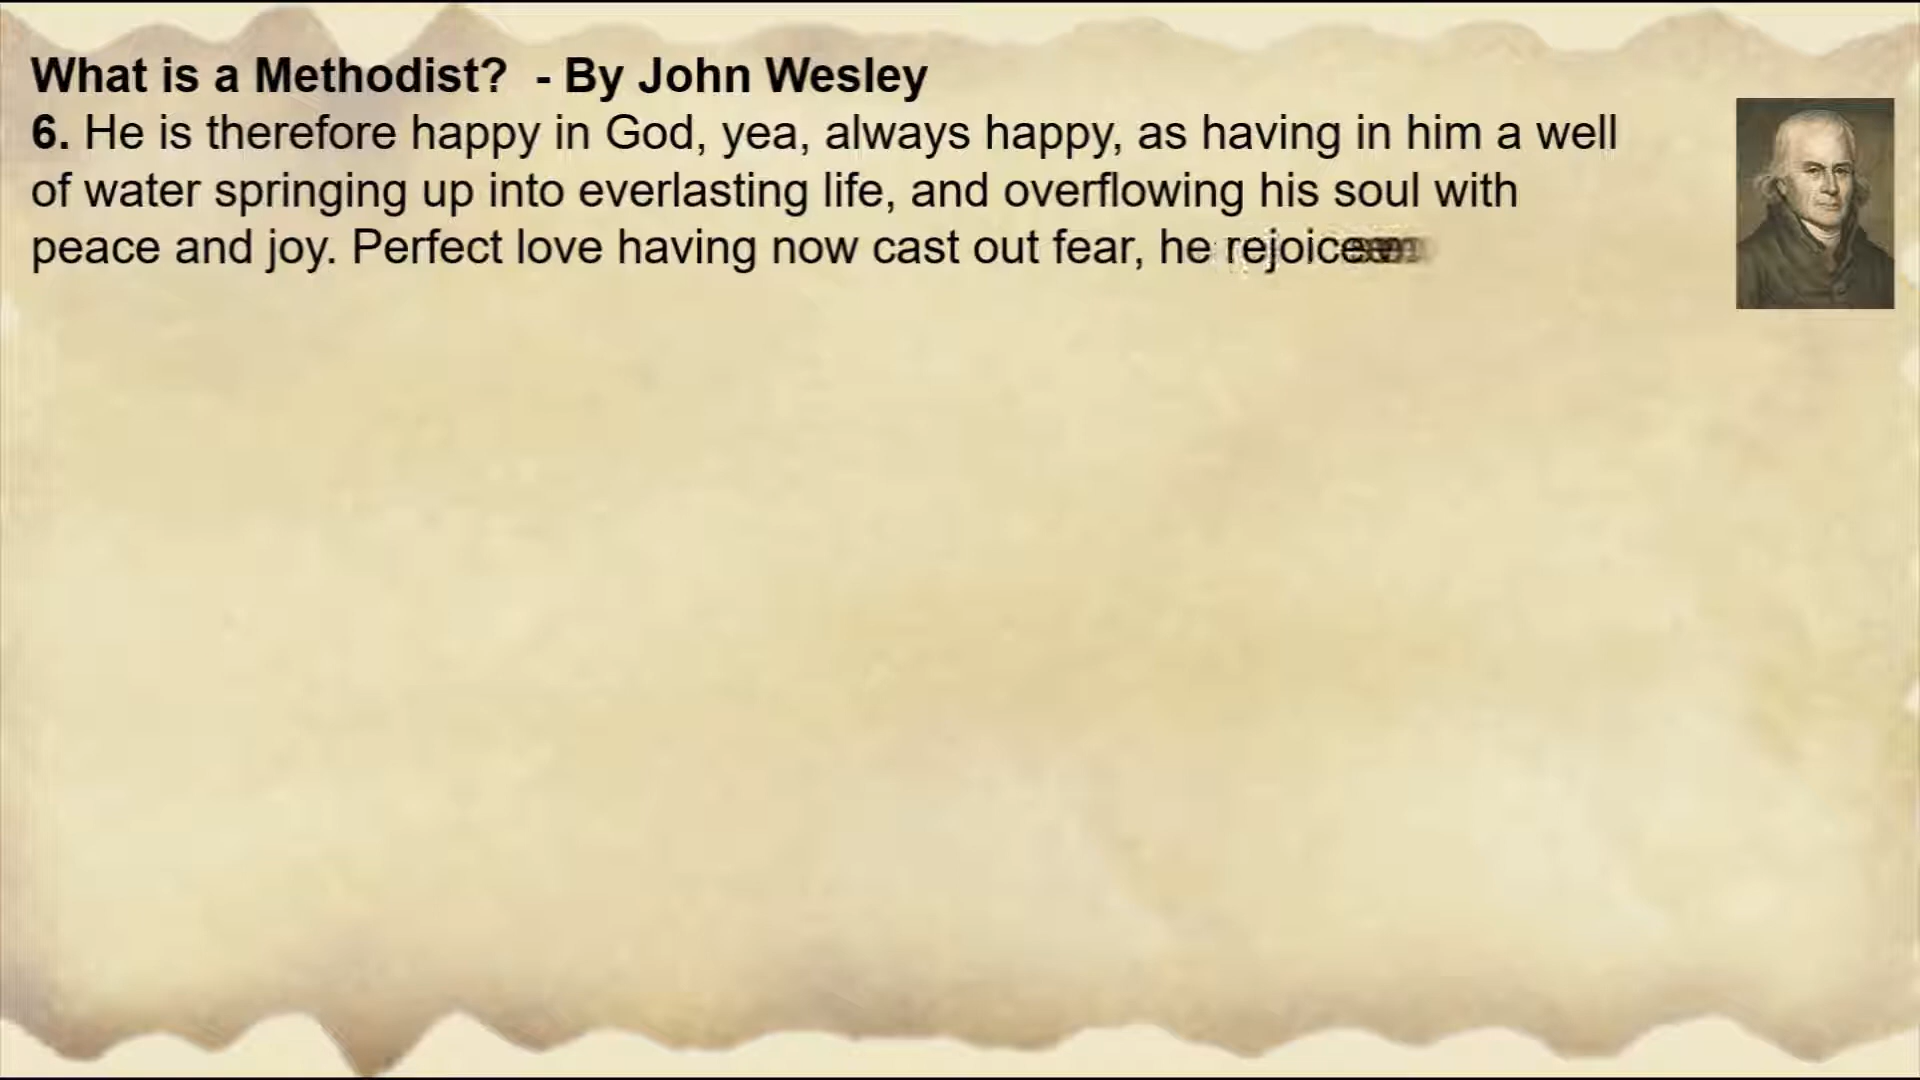 What is a Methodist?  - By John Wesley
6. He is therefore happy in God, yea, always happy, as having in him a well
of water springing up into everlasting life, and overflowing his soul with
peace and joy. Perfect love having now cast out fear, he